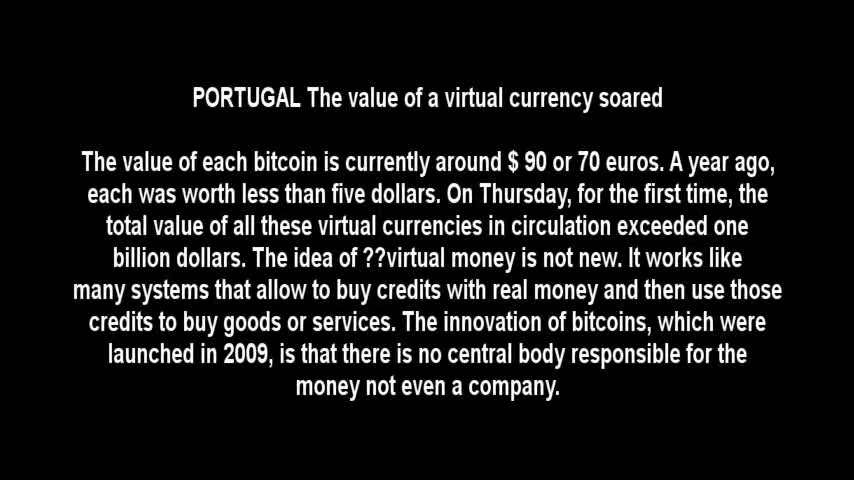 PORTUGAL The value of a virtual currency soared
The value of each bitcoin is currently around $ 90 or 70 euros. A year ago,
each was worth less than five dollars. On Thursday, for the first time, the
total value of all these virtual currencies in circulation exceeded one
billion dollars. The idea of ??virtual money is not new. It works like
many systems that allow to buy credits with real money and then use those
credits to buy goods or services. The innovation of bitcoins, which were
launched in 2009, is that there is no central body responsible for the
money not even a company.